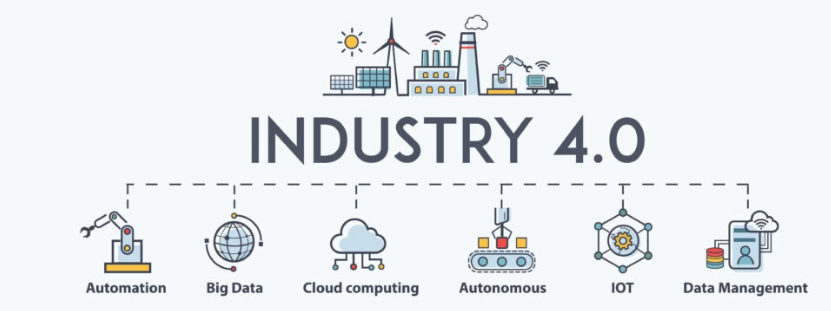 INDUSTRY 4.0
Automation
Big Data
Cloud computing
Autonomous
IOT
Data Management